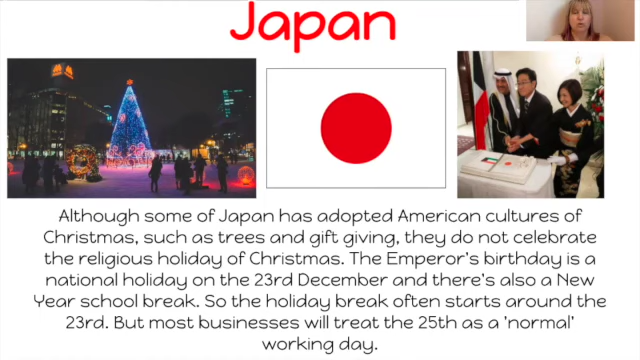 Japan
Although some of Japan has adopted American cultures of
Christmas, such as trees and gift giving, they do not celebrate
the religious holiday of Christmas. The Emperor's birthday is a
national holiday on the 23rd December and there's also a New
Year school break. So the holiday break often starts around the
23rd. But most businesses will treat the 25th as a 'normal'
working day.